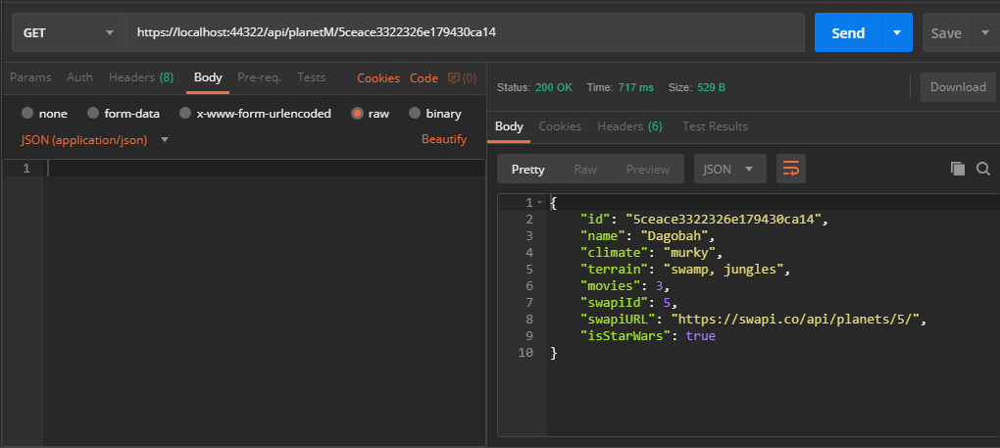 GET https://localhost:44322/api/planetM/5ceace3322326e179430ca14 Send Save
Params Auth Headers (8) Body Pre-req. Tests Cookies Code (0)
none form-data x-www-form-urlencoded raw binary
JSON (application/json) Beautify
1
Status: 200 OK Time: 717 ms Size: 529 B Download
Body Cookies Headers (6) Test Results
Pretty Raw Preview JSON
1 {
2 "id": "5ceace3322326e179430ca14",
3 "name": "Dagobah",
4 "climate": "murky",
5 "terrain": "swamp, jungles",
6 "movies": 3,
7 "swapiId": 5,
8 "swapiURL": "https://swapi.co/api/planets/5/",
9 "isStarWars": true
10 }